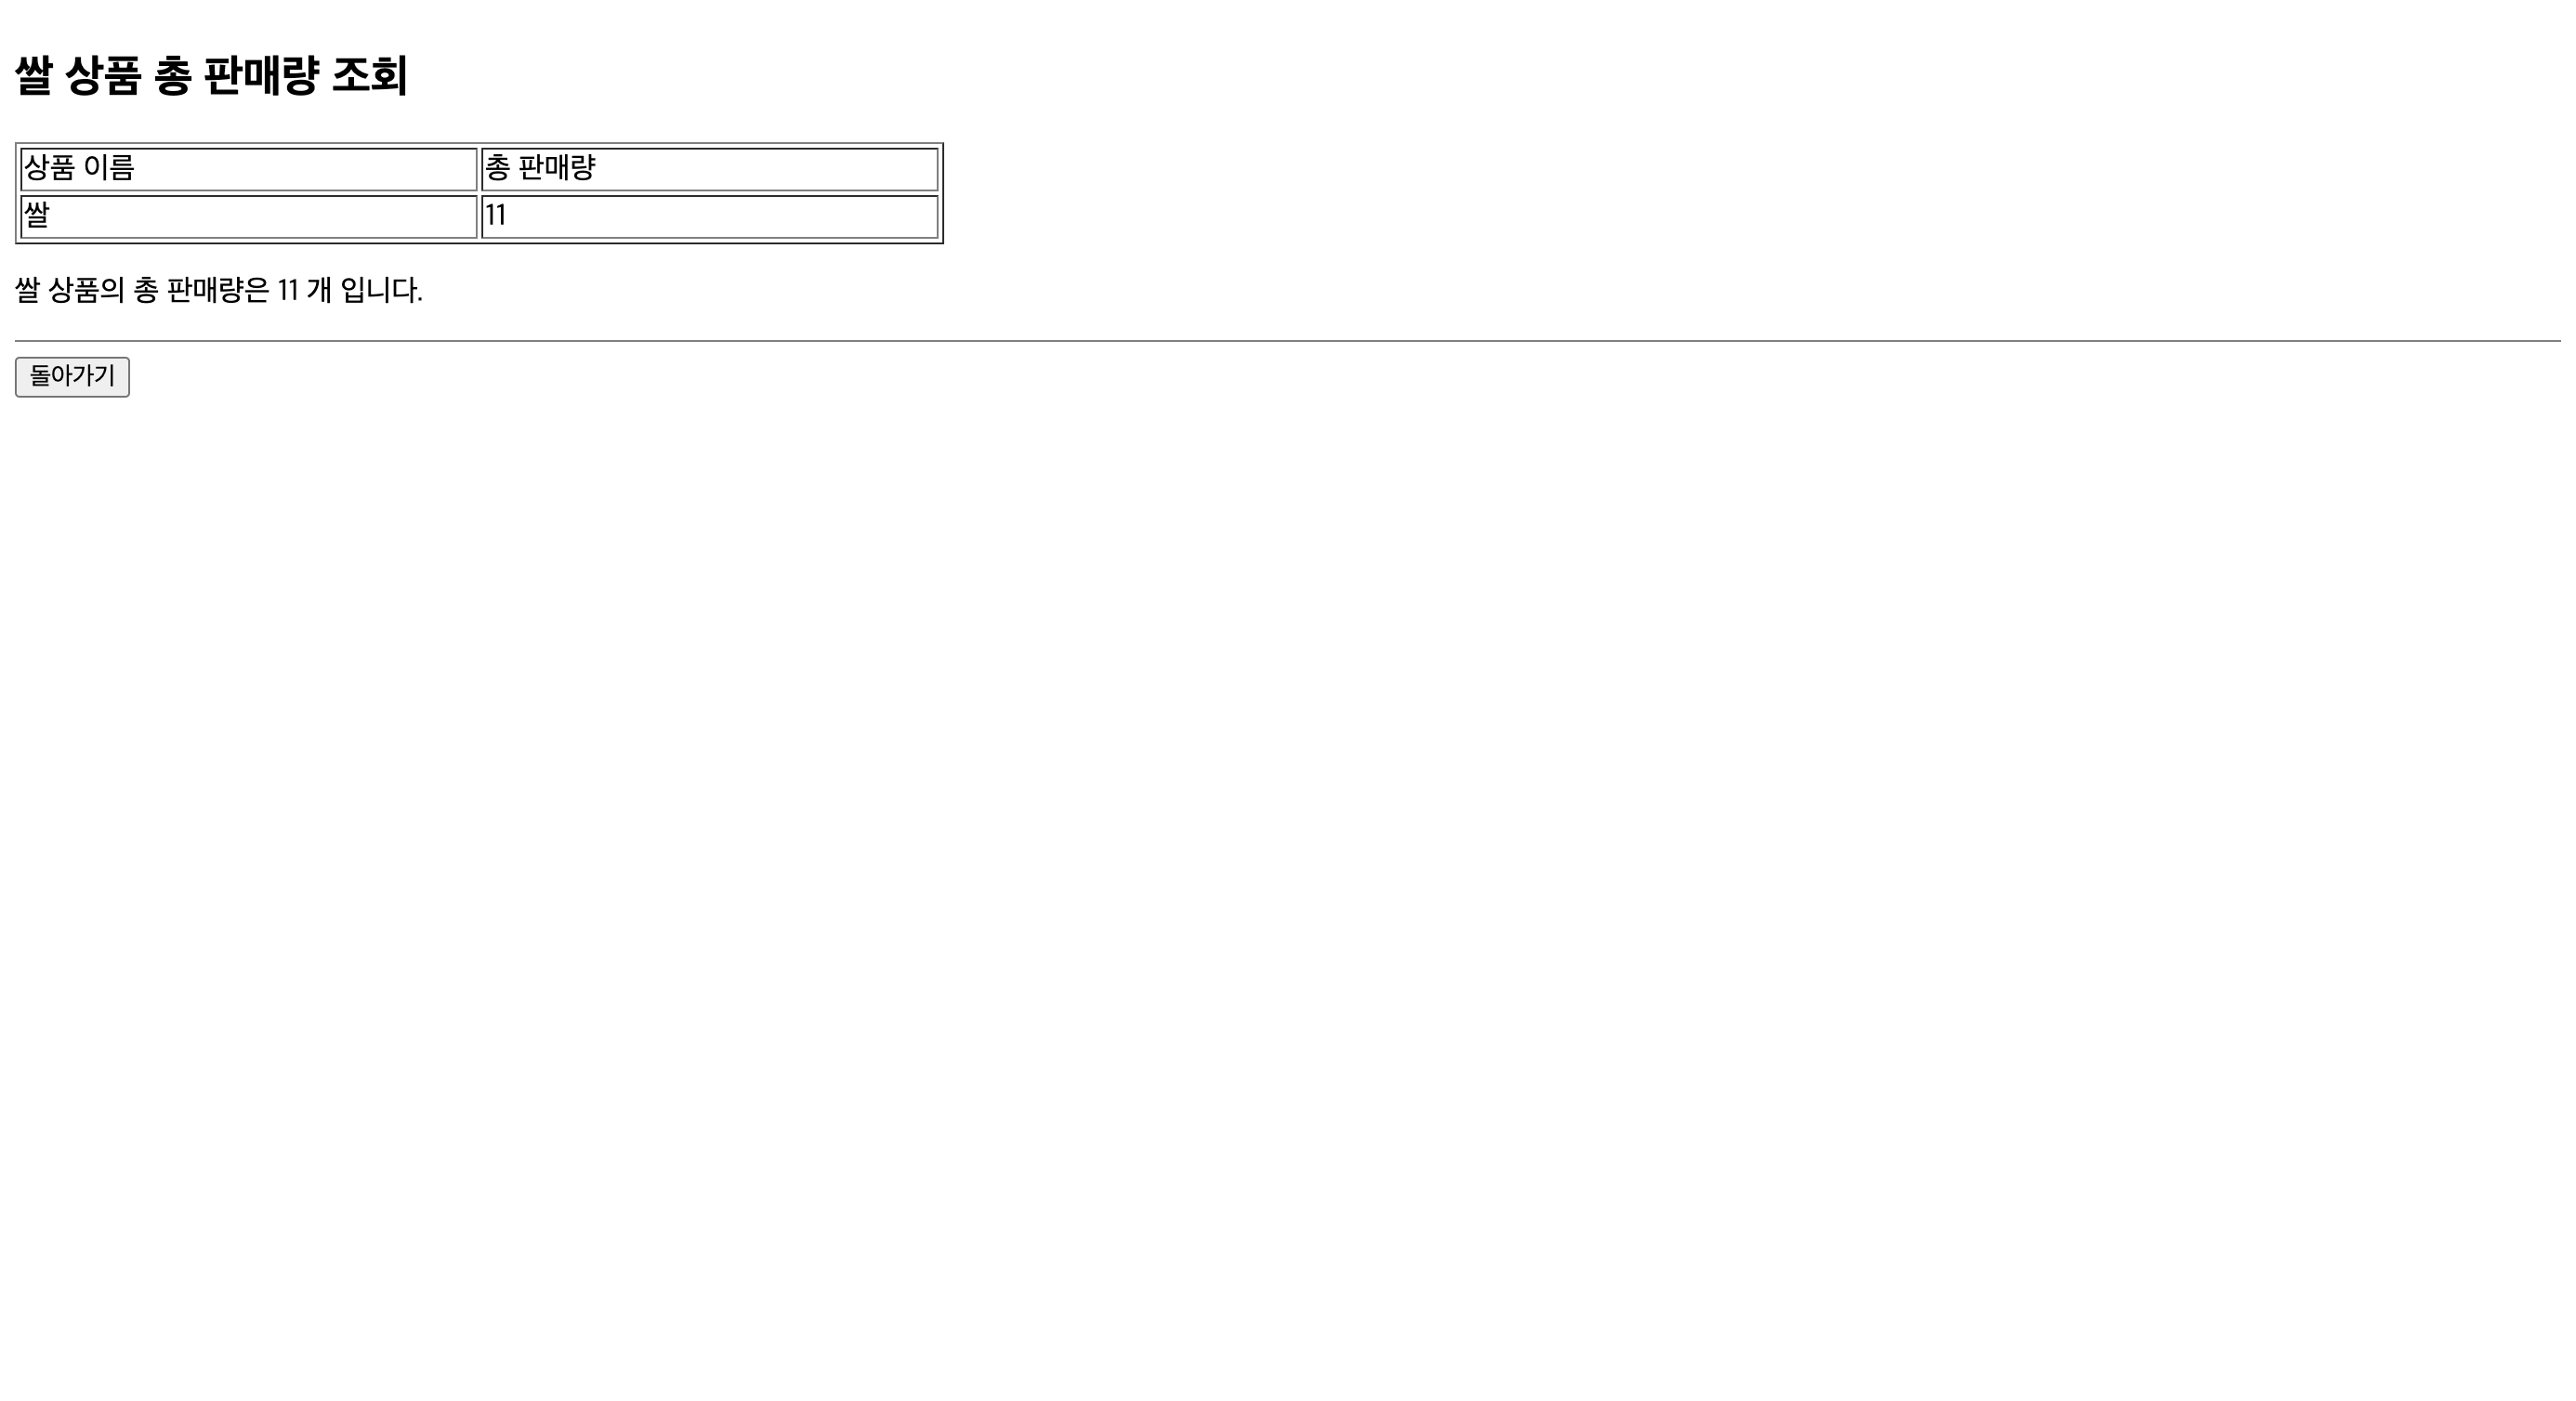 쌀 상품 총 판매량 조회
상품 이름 총 판매량
쌀 11
쌀 상품의 총 판매량은 11 개 입니다.
돌아가기